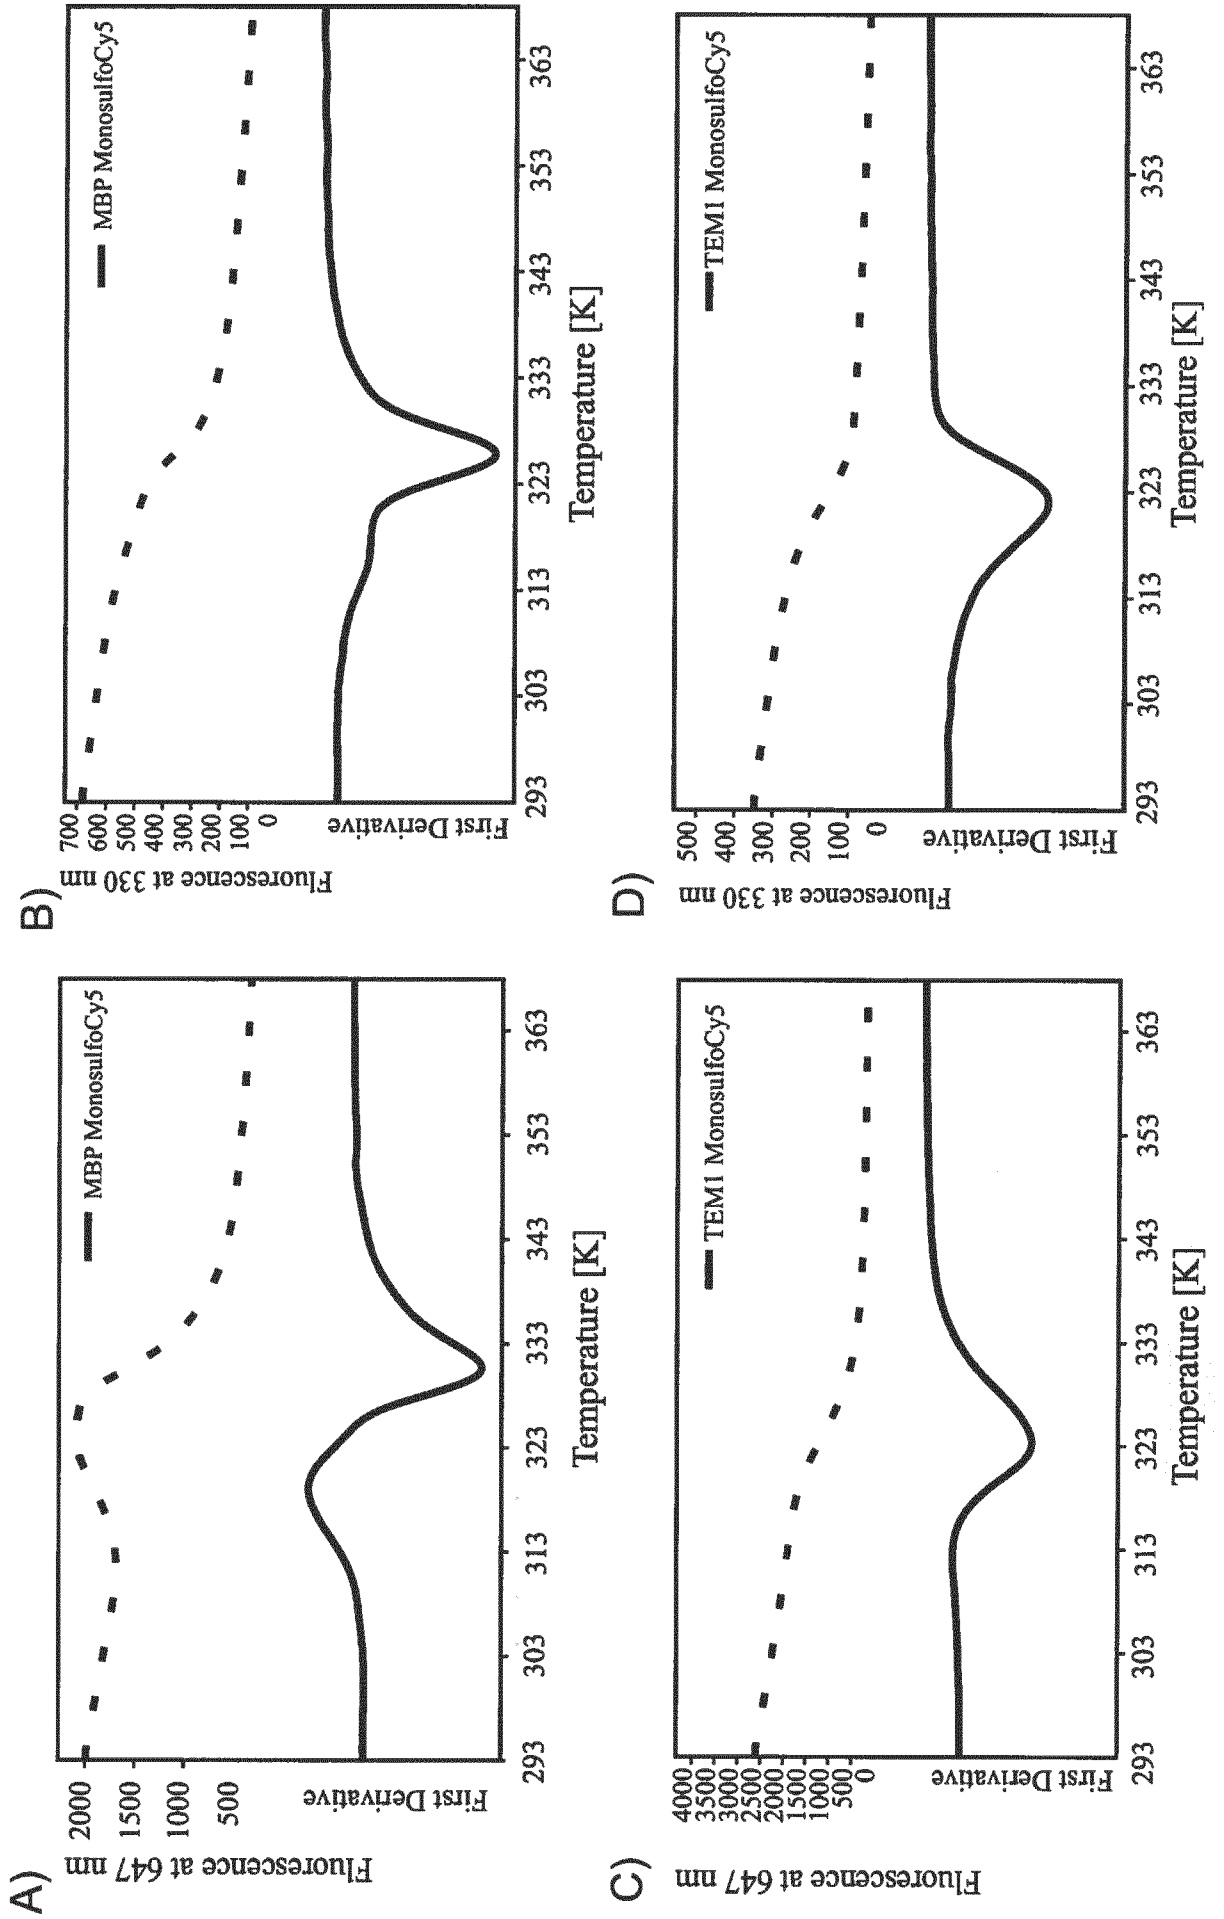 A)
Fluorescence at 647 nm
2000
1500
1000
500
First Derivative
MBP MonosulfoCy5
293
303
313
323
333
343
353
363
Temperature [K]
B)
Fluorescence at 330 nm
700
600
500
400
300
200
100
0
First Derivative
MBP MonosulfoCy5
293
303
313
323
333
343
353
363
Temperature [K]
C)
Fluorescence at 647 nm
4000
3500
3000
2500
2000
1500
1000
500
0
First Derivative
TEM1 MonosulfoCy5
293
303
313
323
333
343
353
363
Temperature [K]
D)
Fluorescence at 330 nm
500
400
300
200
100
0
First Derivative
TEM1 MonosulfoCy5
293
303
313
323
333
343
353
363
Temperature [K]